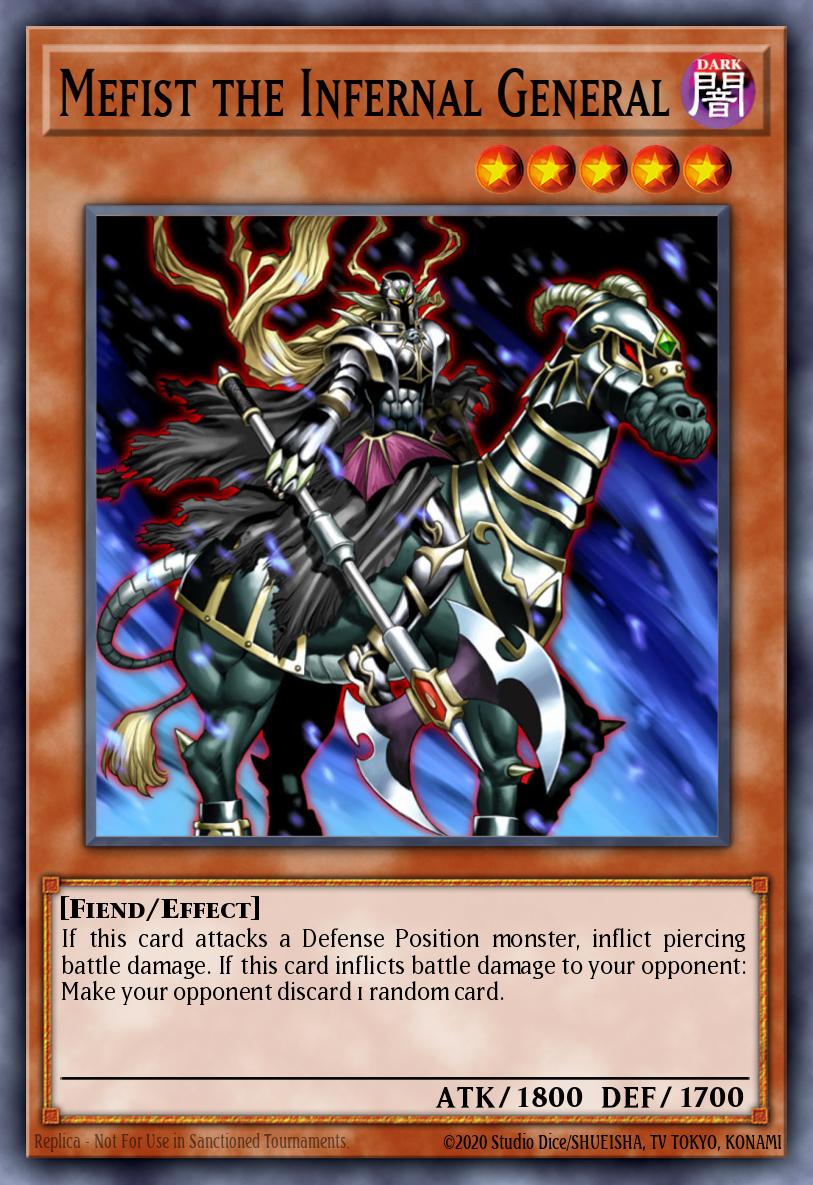 Mefist the Infernal General
DARK
闇
[Fiend/Effect]
If this card attacks a Defense Position monster, inflict piercing
battle damage. If this card inflicts battle damage to your opponent:
Make your opponent discard 1 random card.
ATK/1800 DEF/1700
Replica - Not For Use in Sanctioned Tournaments.
©2020 Studio Dice/SHUEISHA, TV TOKYO, KONAMI